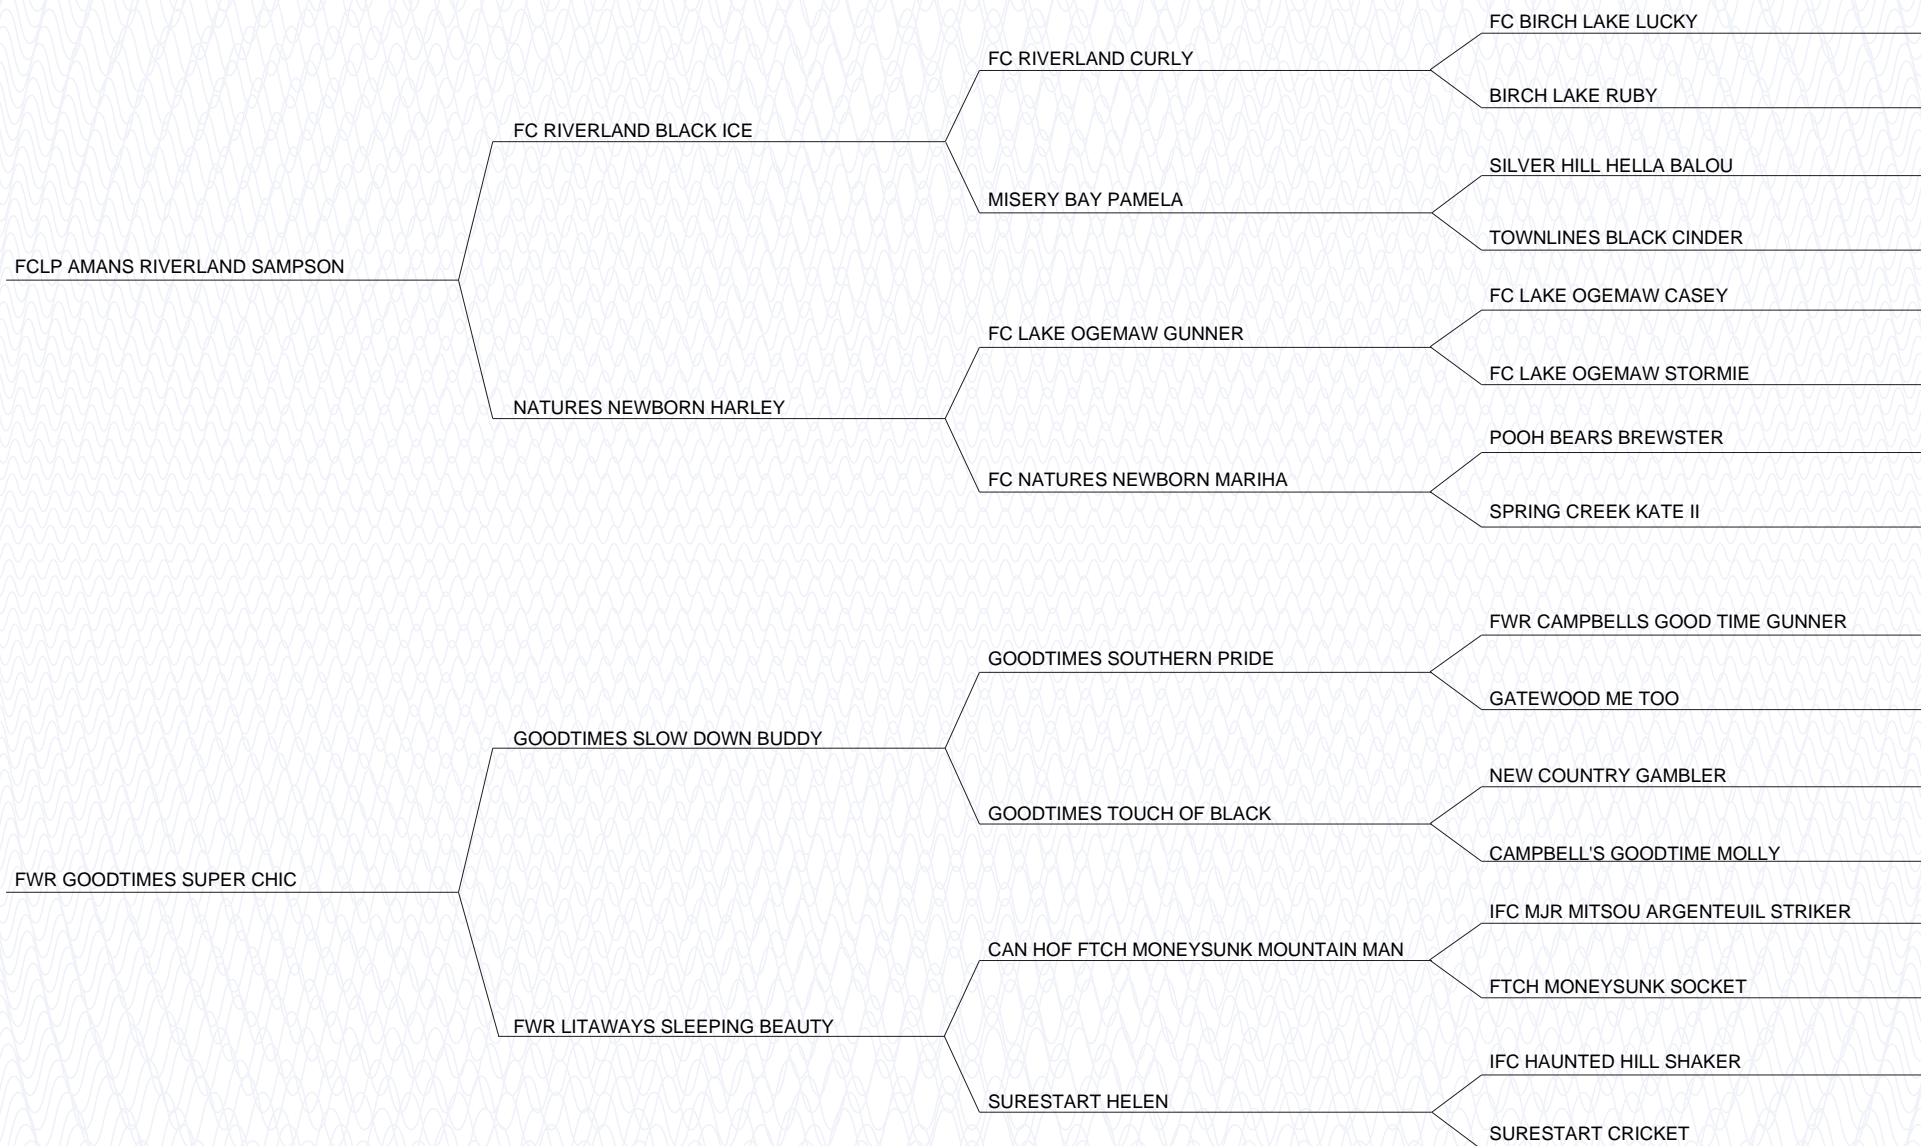 FC BIRCH LAKE LUCKY
FC RIVERLAND CURLY
BIRCH LAKE RUBY
FC RIVERLAND BLACK ICE
SILVER HILL HELLA BALOU
MISERY BAY PAMELA
TOWNLINES BLACK CINDER
FCLP AMANS RIVERLAND SAMPSON
FC LAKE OGEMAW CASEY
FC LAKE OGEMAW GUNNER
FC LAKE OGEMAW STORMIE
NATURES NEWBORN HARLEY
POOH BEARS BREWSTER
FC NATURES NEWBORN MARIHA
SPRING CREEK KATE II
FWR CAMPBELLS GOOD TIME GUNNER
GOODTIMES SOUTHERN PRIDE
GATEWOOD ME TOO
GOODTIMES SLOW DOWN BUDDY
NEW COUNTRY GAMBLER
GOODTIMES TOUCH OF BLACK
CAMPBELL'S GOODTIME MOLLY
FWR GOODTIMES SUPER CHIC
IFC MJR MITSOU ARGENTEUIL STRIKER
CAN HOF FTCH MONEYSUNK MOUNTAIN MAN
FTCH MONEYSUNK SOCKET
FWR LITAWAYS SLEEPING BEAUTY
IFC HAUNTED HILL SHAKER
SURESTART HELEN
SURESTART CRICKET